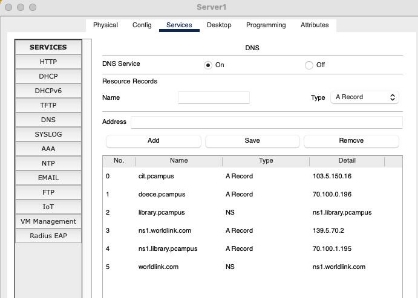 Server1
Physical Config Services Desktop Programming Attributes
SERVICES
HTTP
DHCP
DHCPv6
TFTP
DNS
SYSLOG
AAA
NTP
EMAIL
FTP
IoT
VM Management
Radius EAP
DNS
DNS Service On Off
Resource Records
Name Type A Record
Address
Add Save Remove
No. Name Type Detail
0 cit.pcampus A Record 103.5.150.16
1 doece.pcampus A Record 70.100.0.196
2 library.pcampus NS ns1.library.pcampus
3 ns1.worldlink.com A Record 139.5.70.2
4 ns1.library.pcampus A Record 70.100.1.195
5 worldlink.com NS ns1.worldlink.com